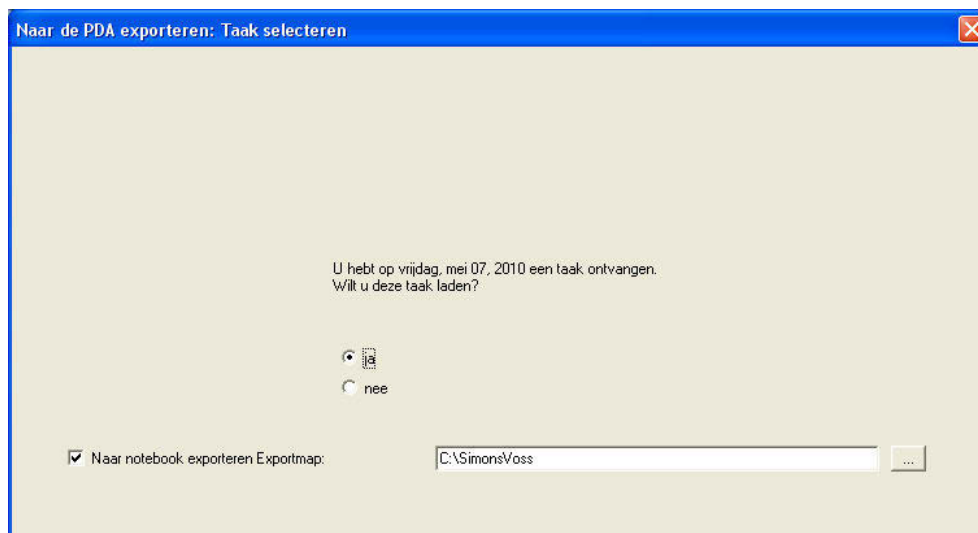 Naar de PDA exporteren: Taak selecteren
U hebt op vrijdag, mei 07, 2010 een taak ontvangen.
Wilt u deze taak laden?
ja
nee
Naar notebook exporteren Exportmap:
C:\SimonsVoss
...